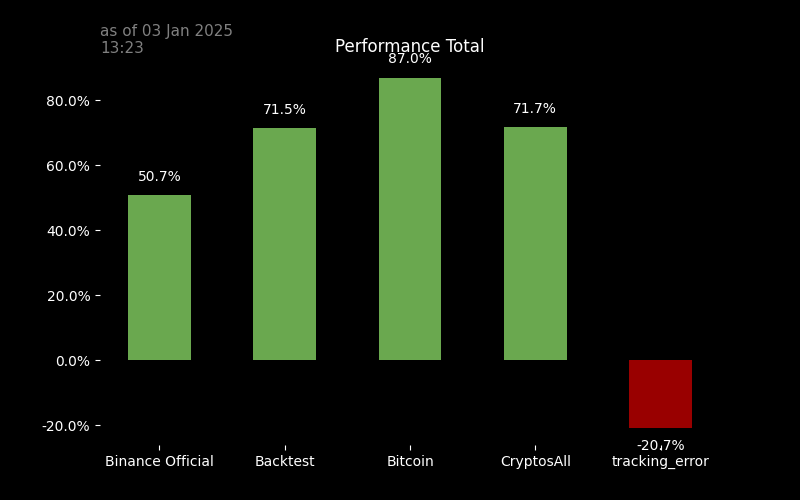 as of 03 Jan 2025
13:23
Performance Total
87.0%
80.0%
71.5%
71.7%
60.0%
50.7%
40.0%
20.0%
0.0%
-20.0%
-20.7%
Binance Official
Backtest
Bitcoin
CryptosAll
tracking_error